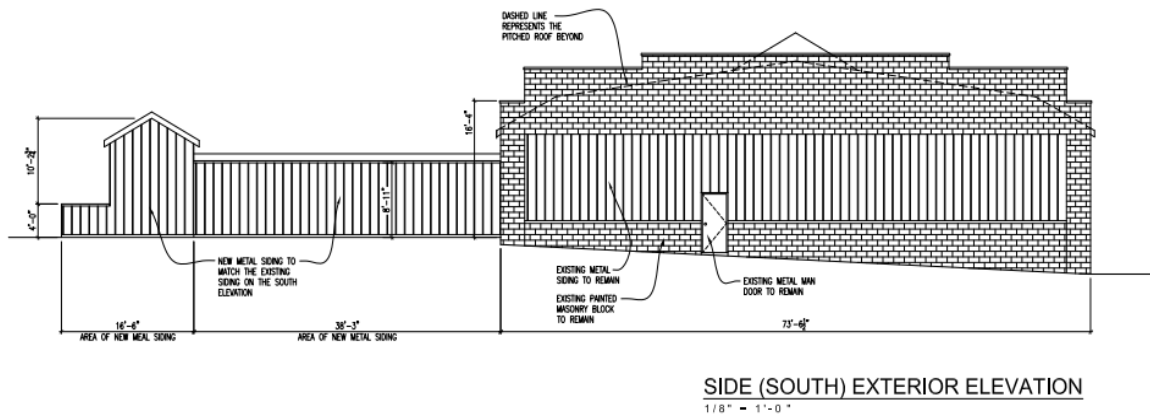 DASHED LINE
REPRESENTS THE
PITCHED ROOF BEYOND
16'-4"
10'-2¾"
8'-11"
4'-0"
NEW METAL SIDING TO
MATCH THE EXISTING
SIDING ON THE SOUTH
ELEVATION
EXISTING METAL
SIDING TO REMAIN
EXISTING METAL MAN
DOOR TO REMAIN
EXISTING PAINTED
MASONRY BLOCK
TO REMAIN
16'-6"
AREA OF NEW MEAL SIDING
38'-3"
AREA OF NEW METAL SIDING
73'-6½"
SIDE (SOUTH) EXTERIOR ELEVATION
1/8" = 1'-0"